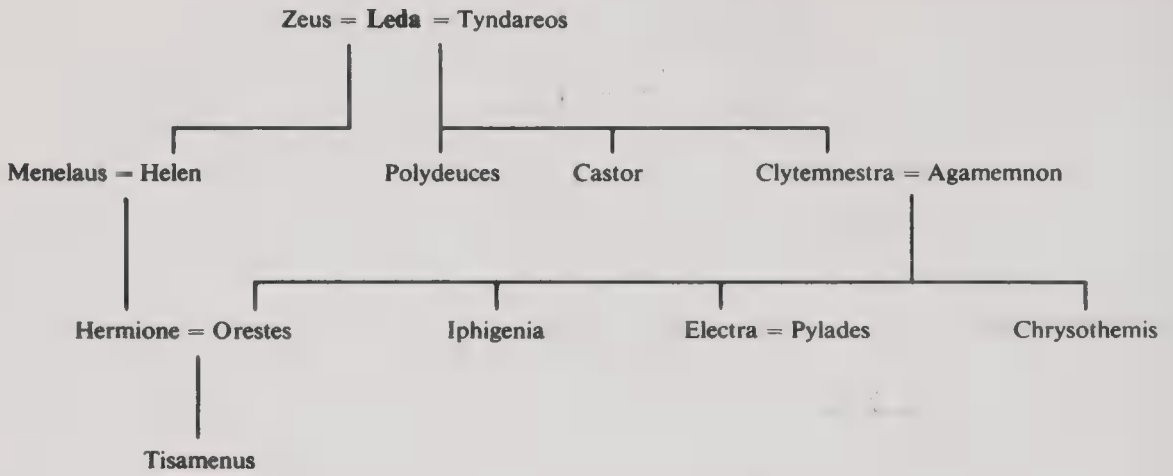 Zeus = Leda = Tyndareos
Menelaus = Helen Polydeuces Castor Clytemnestra = Agamemnon
Hermione = Orestes Iphigenia Electra = Pylades Chrysothemis
Tisamenus